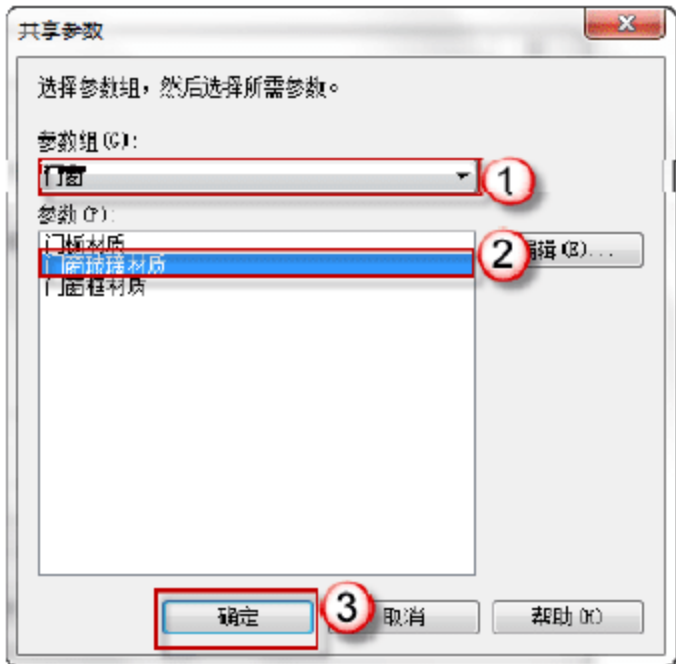 共享参数
选择参数组，然后选择所需参数。
参数组(G):
门窗
1
参数(P):
门板材质
2
编辑(E)...
门窗玻璃材质
门窗框材质
确定
3
取消
帮助(H)